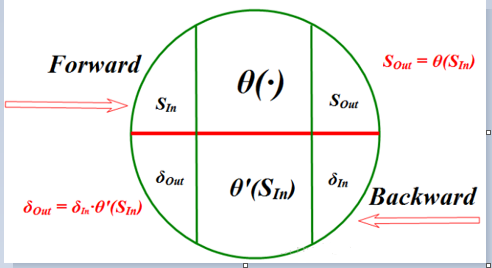 Forward
S_In
θ(·)
S_Out
S_Out = θ(S_In)
δ_Out
θ'(S_In)
δ_In
δ_Out = δ_In·θ'(S_In)
Backward